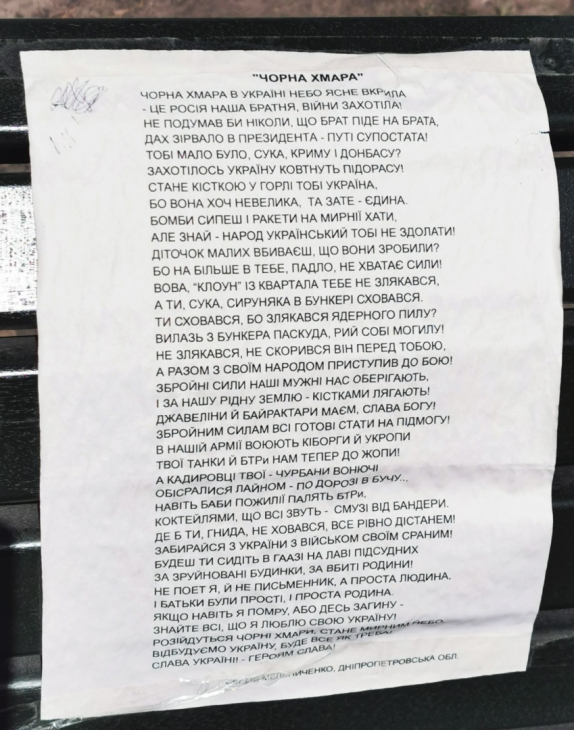 "ЧОРНА ХМАРА"
ЧОРНА ХМАРА В УКРАЇНІ НЕБО ЯСНЕ ВКРИЛА
- ЦЕ РОСІЯ НАША БРАТНЯ, ВІЙНИ ЗАХОТІЛА!
НЕ ПОДУМАВ БИ НІКОЛИ, ЩО БРАТ ПІДЕ НА БРАТА,
ДАХ ЗІРВАЛО В ПРЕЗИДЕНТА - ПУТІ СУПОСТАТА!
ТОБІ МАЛО БУЛО, СУКА, КРИМУ І ДОНБАСУ?
ЗАХОТІЛОСЬ УКРАЇНУ КОВТНУТЬ ПІДОРАСУ!
СТАНЕ КІСТКОЮ У ГОРЛІ ТОБІ УКРАЇНА,
БО ВОНА ХОЧ НЕВЕЛИКА, ТА ЗАТЕ - ЄДИНА.
БОМБИ СИПЕШ І РАКЕТИ НА МИРНІЇ ХАТИ,
АЛЕ ЗНАЙ - НАРОД УКРАЇНСЬКИЙ ТОБІ НЕ ЗДОЛАТИ!
ДІТОЧОК МАЛИХ ВБИВАЄШ, ЩО ВОНИ ЗРОБИЛИ?
БО НА БІЛЬШЕ В ТЕБЕ, ПАДЛО, НЕ ХВАТАЄ СИЛИ!
ВОВА, "КЛОУН" ІЗ КВАРТАЛА ТЕБЕ НЕ ЗЛЯКАВСЯ,
А ТИ, СУКА, СИРУНЯКА В БУНКЕРІ СХОВАВСЯ.
ТИ СХОВАВСЯ, БО ЗЛЯКАВСЯ ЯДЕРНОГО ПИЛУ?
ВИЛАЗЬ З БУНКЕРА ПАСКУДА, РИЙ СОБІ МОГИЛУ!
НЕ ЗЛЯКАВСЯ, НЕ СКОРИВСЯ ВІН ПЕРЕД ТОБОЮ,
А РАЗОМ З СВОЇМ НАРОДОМ ПРИСТУПИВ ДО БОЮ!
ЗБРОЙНІ СИЛИ НАШІ МУЖНІ НАС ОБЕРІГАЮТЬ,
І ЗА НАШУ РІДНУ ЗЕМЛЮ - КІСТКАМИ ЛЯГАЮТЬ!
ДЖАВЕЛІНИ Й БАЙРАКТАРИ МАЄМ, СЛАВА БОГУ!
ЗБРОЙНИМ СИЛАМ ВСІ ГОТОВІ СТАТИ НА ПІДМОГУ!
В НАШІЙ АРМІЇ ВОЮЮТЬ КІБОРГИ Й УКРОПИ
ТВОЇ ТАНКИ Й БТРи НАМ ТЕПЕР ДО ЖОПИ!
А КАДИРОВЦІ ТВОЇ - ЧУРБАНИ ВОНЮЧІ
ОБІСРАЛИСЯ ЛАЙНОМ - ПО ДОРОЗІ В БУЧУ..,
НАВІТЬ БАБИ ПОЖИЛІЇ ПАЛЯТЬ БТРи,
КОКТЕЙЛЯМИ, ЩО ВСІ ЗВУТЬ - СМУЗІ ВІД БАНДЕРИ.
ДЕ Б ТИ, ГНИДА, НЕ ХОВАВСЯ, ВСЕ РІВНО ДІСТАНЕМ!
ЗАБИРАЙСЯ З УКРАЇНИ З ВІЙСЬКОМ СВОЇМ СРАНИМ!
БУДЕШ ТИ СИДІТЬ В ГААЗІ НА ЛАВІ ПІДСУДНИХ
ЗА ЗРУЙНОВАНІ БУДИНКИ, ЗА ВБИТІ РОДИНИ!
НЕ ПОЕТ Я, Й НЕ ПИСЬМЕННИК, А ПРОСТА ЛЮДИНА,
І БАТЬКИ БУЛИ ПРОСТІ, І ПРОСТА РОДИНА.
ЯКЩО НАВІТЬ Я ПОМРУ, АБО ДЕСЬ ЗАГИНУ -
ЗНАЙТЕ ВСІ, ЩО Я ЛЮБЛЮ СВОЮ УКРАЇНУ!
РОЗІЙДУТЬСЯ ЧОРНІ ХМАРИ, СТАНЕ МИРНИМ НЕБО,
ВІДБУДУЄМО УКРАЇНУ, БУДЕ ВСЕ ЯК ТРЕБА!
СЛАВА УКРАЇНІ! - ГЕРОЯМ СЛАВА!
ДНІПРОПЕТРОВСЬКА ОБЛ.